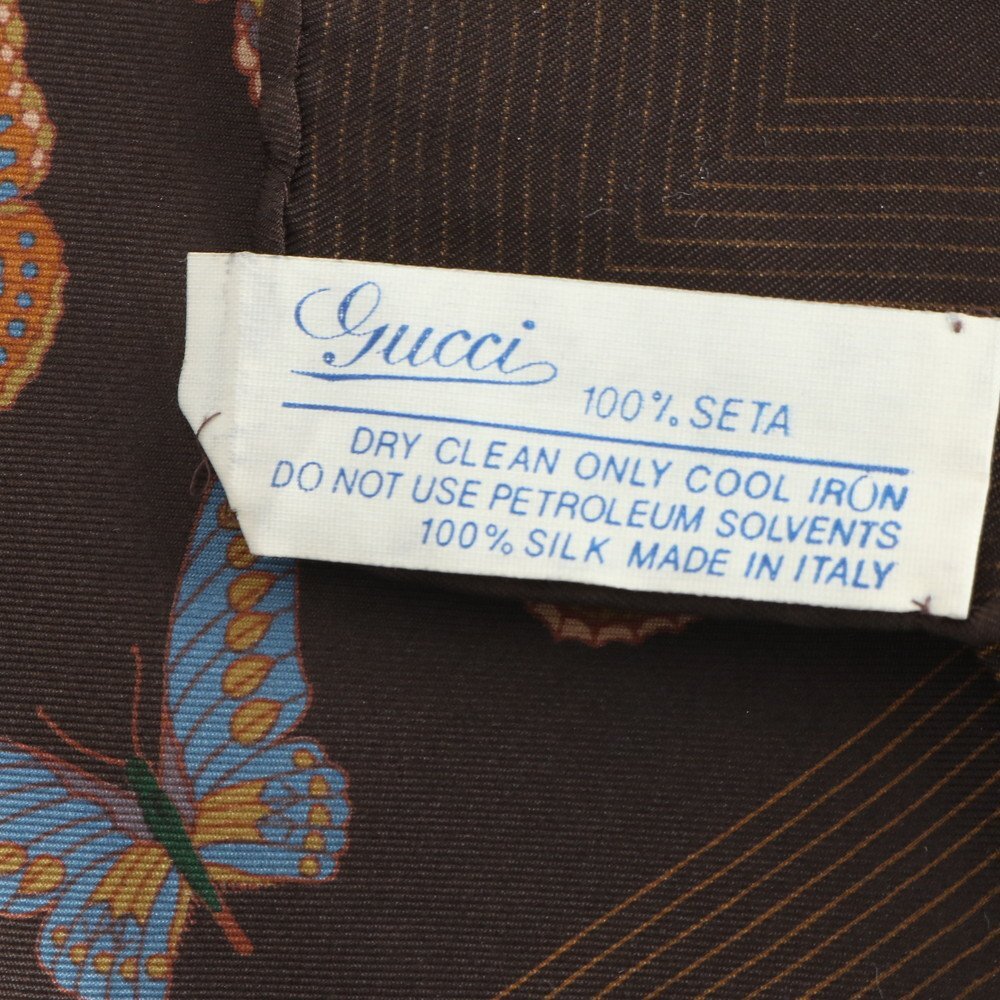 Gucci
100% SETA
DRY CLEAN ONLY COOL IRON
DO NOT USE PETROLEUM SOLVENTS
100% SILK MADE IN ITALY